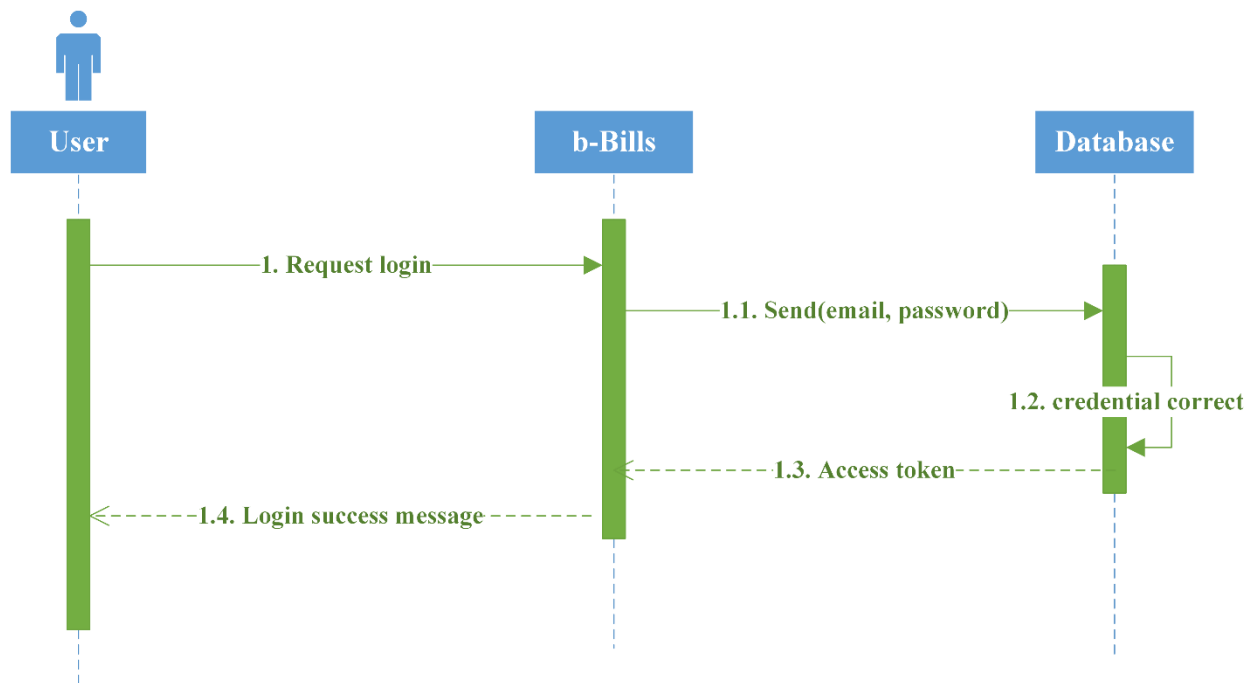 User
b-Bills
Database
1. Request login
1.1. Send(email, password)
1.2. credential correct
1.3. Access token
1.4. Login success message